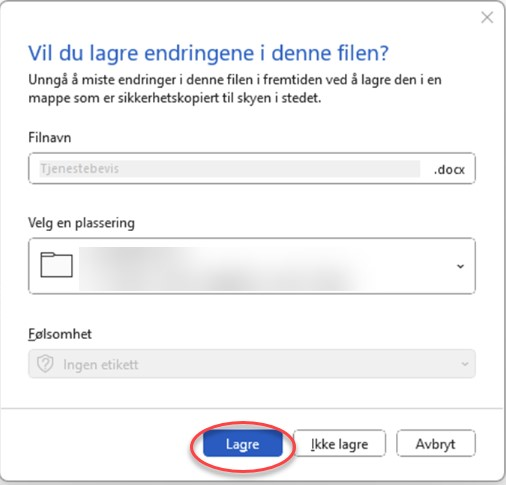 Vil du lagre endringene i denne filen?
Unngå å miste endringer i denne filen i fremtiden ved å lagre den i en
mappe som er sikkerhetskopiert til skyen i stedet.
Filnavn
Tjenestebevis .docx
Velg en plassering
Følsomhet
Ingen etikett
Lagre Ikke lagre Avbryt